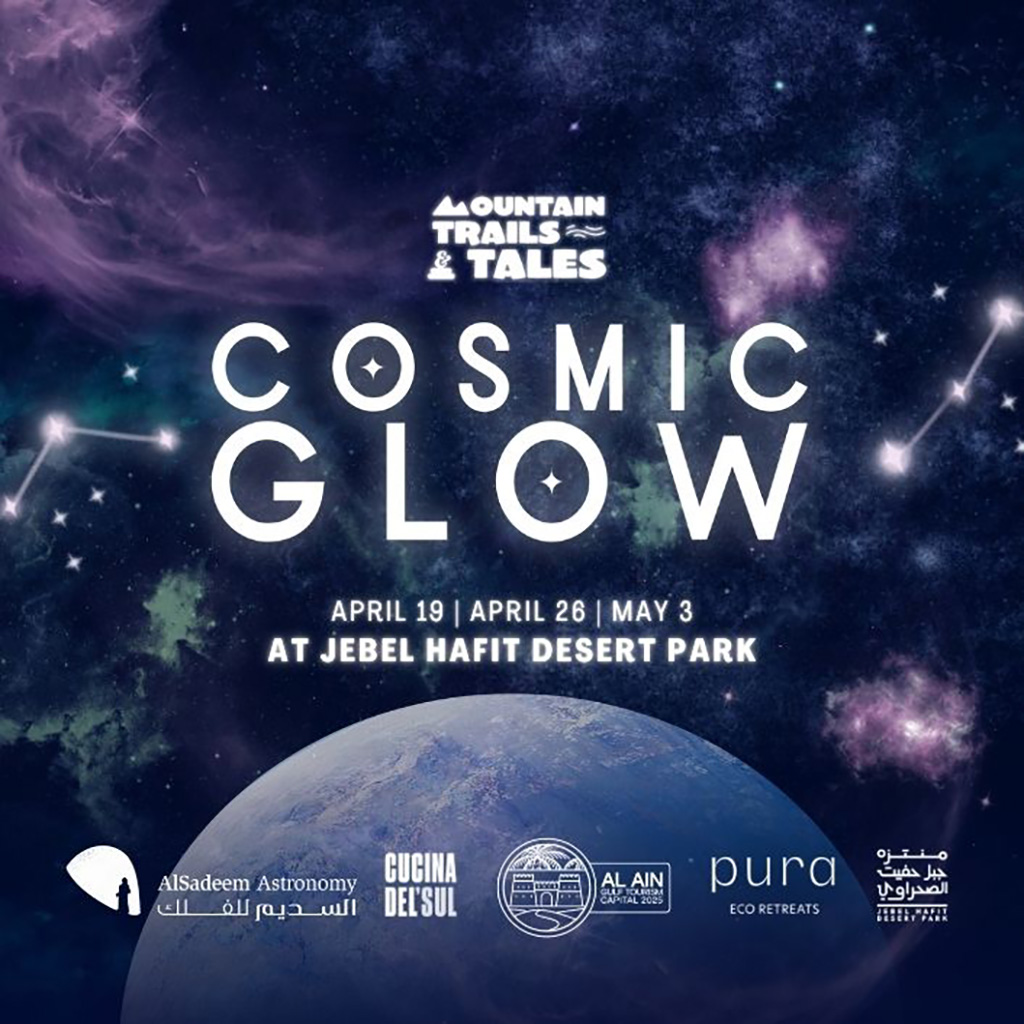 MOUNTAIN
TRAILS
& TALES
COSMIC
GLOW
APRIL 19 | APRIL 26 | MAY 3
AT JEBEL HAFIT DESERT PARK
AlSadeem Astronomy
السديم للفلك
CUCINA
DEL'SUL
AL AIN
GULF TOURISM
CAPITAL 2025
pura
ECO RETREATS
منتزه
جبل حفيت
الصحراوي
JEBEL HAFIT
DESERT PARK